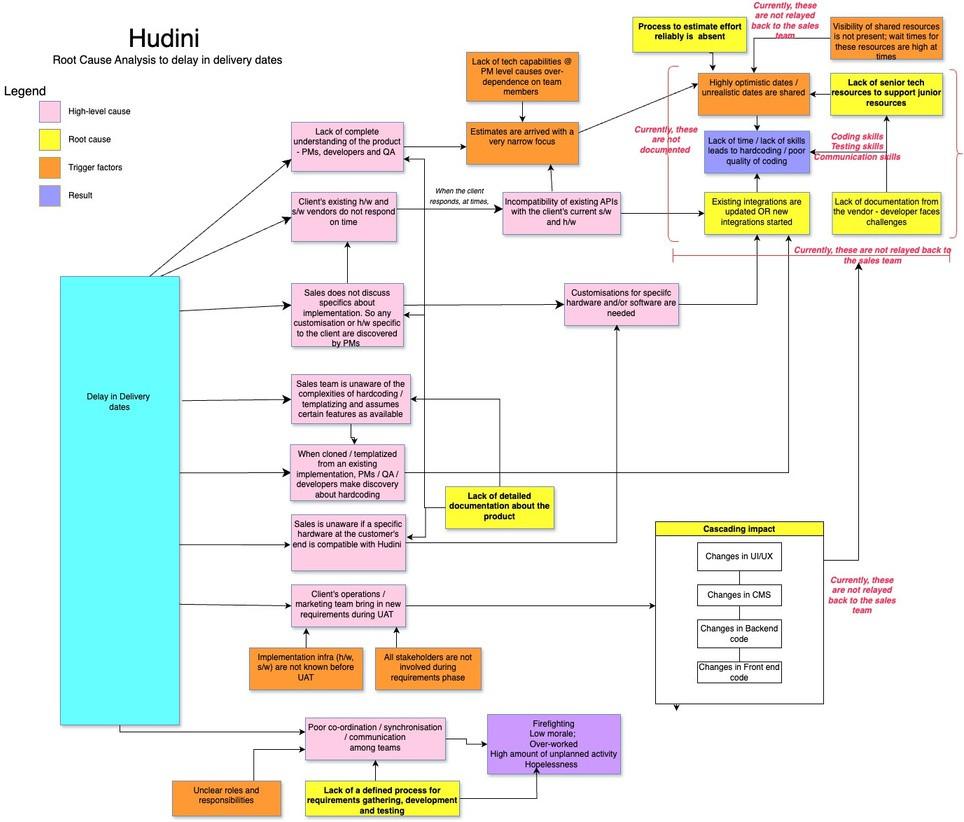 Hudini
Root Cause Analysis to delay in delivery dates
Legend
High-level cause
Root cause
Trigger factors
Result
Process to estimate effort
reliably is absent
Currently, these
are not relayed
back to the sales
team
Visibility of shared resources
is not present; wait times for
these resources are high at
times
Lack of tech capabilities @
PM level causes over-
dependence on team
members
Highly optimistic dates /
unrealistic dates are shared
Lack of senior tech
resources to support junior
resources
Lack of complete
understanding of the product
- PMs, developers and QA
Estimates are arrived with a
very narrow focus
Currently, these
are not
documented
Lack of time / lack of skills
leads to hardcoding / poor
quality of coding
Coding skills
Testing skills
Communication skills
Client's existing h/w and
s/w vendors do not respond
on time
When the client
responds, at times,
Incompatibility of existing APIs
with the client's current s/w
and h/w
Existing integrations are
updated OR new
integrations started
Lack of documentation from
the vendor - developer faces
challenges
Currently, these are not relayed back to
the sales team
Sales does not discuss
specifics about
implementation. So any
customisation or h/w specific
to the client are discovered
by PMs
Customisations for speciifc
hardware and/or software are
needed
Delay in Delivery
dates
Sales team is unaware of the
complexities of hardcoding /
templatizing and assumes
certain features as available
When cloned / templatized
from an existing
implementation, PMs / QA /
developers make discovery
about hardcoding
Lack of detailed
documentation about the
product
Sales is unaware if a specific
hardware at the customer's
end is compatible with Hudini
Cascading impact
Changes in UI/UX
Changes in CMS
Changes in Backend
code
Changes in Front end
code
Currently, these
are not relayed
back to the sales
team
Client's operations /
marketing team bring in new
requirements during UAT
Implementation infra (h/w,
s/w) are not known before
UAT
All stakeholders are not
involved during
requirements phase
Poor co-ordination / synchronisation
/ communication
among teams
Firefighting
Low morale;
Over-worked
High amount of unplanned activity
Hopelessness
Unclear roles and
responsibilities
Lack of a defined process for
requirements gathering, development
and testing